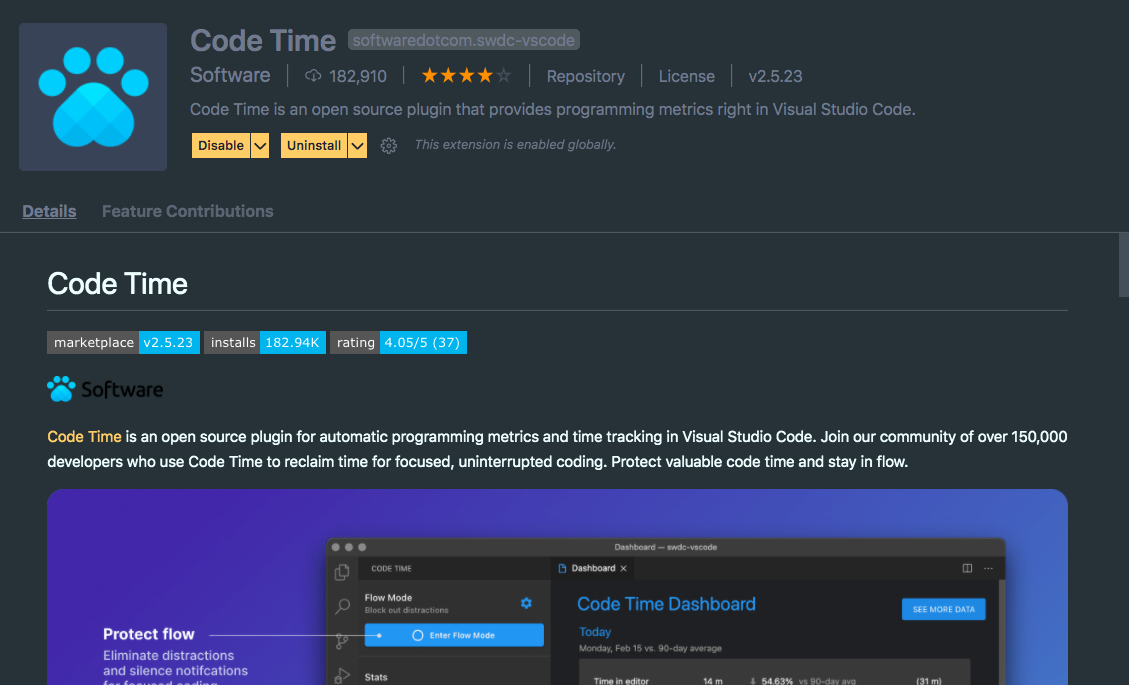 Code Time softwaredotcom.swdc-vscode
Software 182,910 Repository License v2.5.23
Code Time is an open source plugin that provides programming metrics right in Visual Studio Code.
Disable Uninstall This extension is enabled globally.
Details Feature Contributions
Code Time
marketplace v2.5.23 installs 182.94K rating 4.05/5 (37)
Software
Code Time is an open source plugin for automatic programming metrics and time tracking in Visual Studio Code. Join our community of over 150,000
developers who use Code Time to reclaim time for focused, uninterrupted coding. Protect valuable code time and stay in flow.
Dashboard — swdc-vscode
CODE TIME
Dashboard
Flow Mode
Block out distractions
Enter Flow Mode
Stats
Code Time Dashboard
SEE MORE DATA
Today
Monday, Feb 15 vs. 90-day average
Time in editor 14 m 54.63% vs 90-day avg (31 m)
Protect flow
Eliminate distractions
and silence notifcations
for focused coding